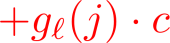 +g_ℓ(j) · c